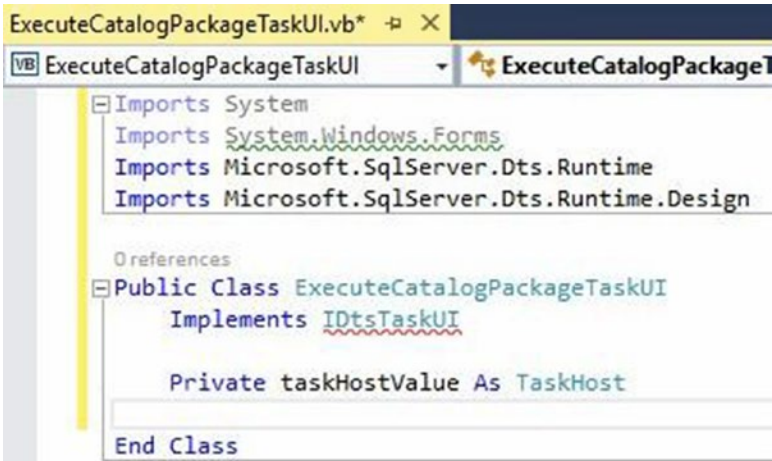 ExecuteCatalogPackageTaskUI.vb*
VB ExecuteCatalogPackageTaskUI ExecuteCatalogPackageT
Imports System
Imports System.Windows.Forms
Imports Microsoft.SqlServer.Dts.Runtime
Imports Microsoft.SqlServer.Dts.Runtime.Design
0 references
Public Class ExecuteCatalogPackageTaskUI
Implements IDtsTaskUI
Private taskHostValue As TaskHost
End Class